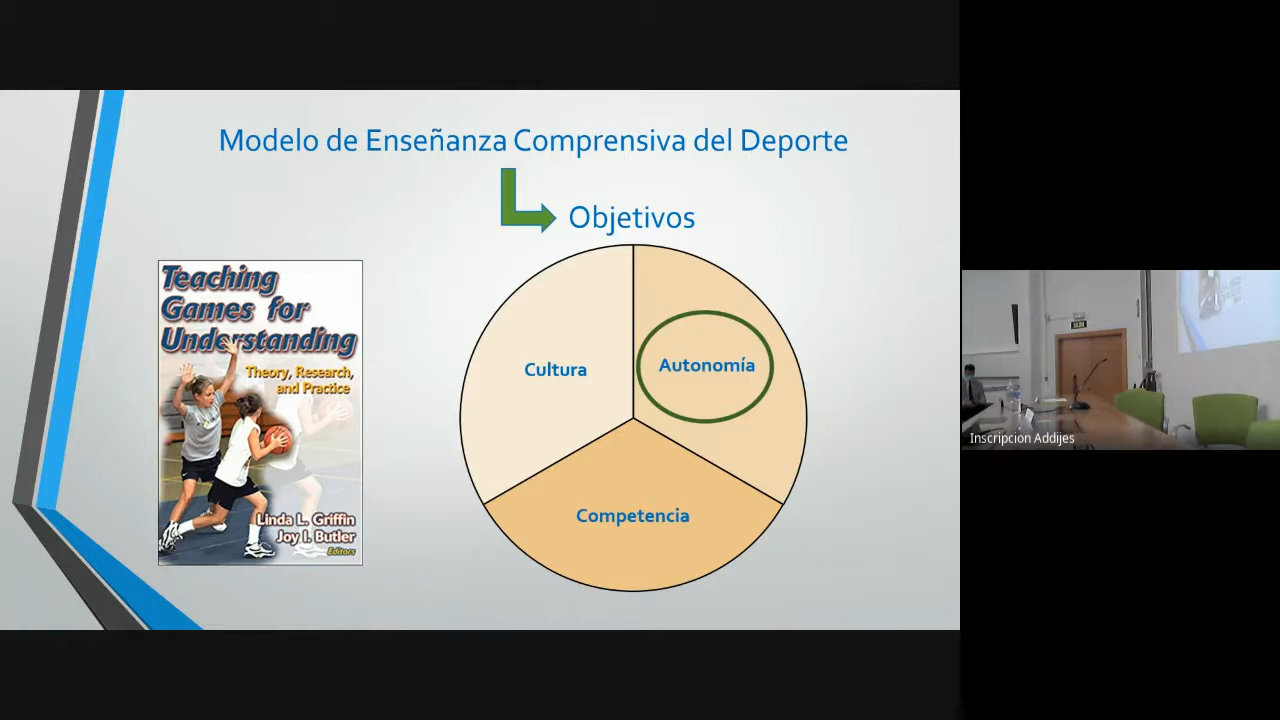 Modelo de Enseñanza Comprensiva del Deporte
Objetivos
Teaching
Games for
Understanding
Theory, Research,
and Practice
Linda L. Griffin
Joy I. Butler
Editors
Cultura
Autonomía
Competencia
Inscripcion Addijes